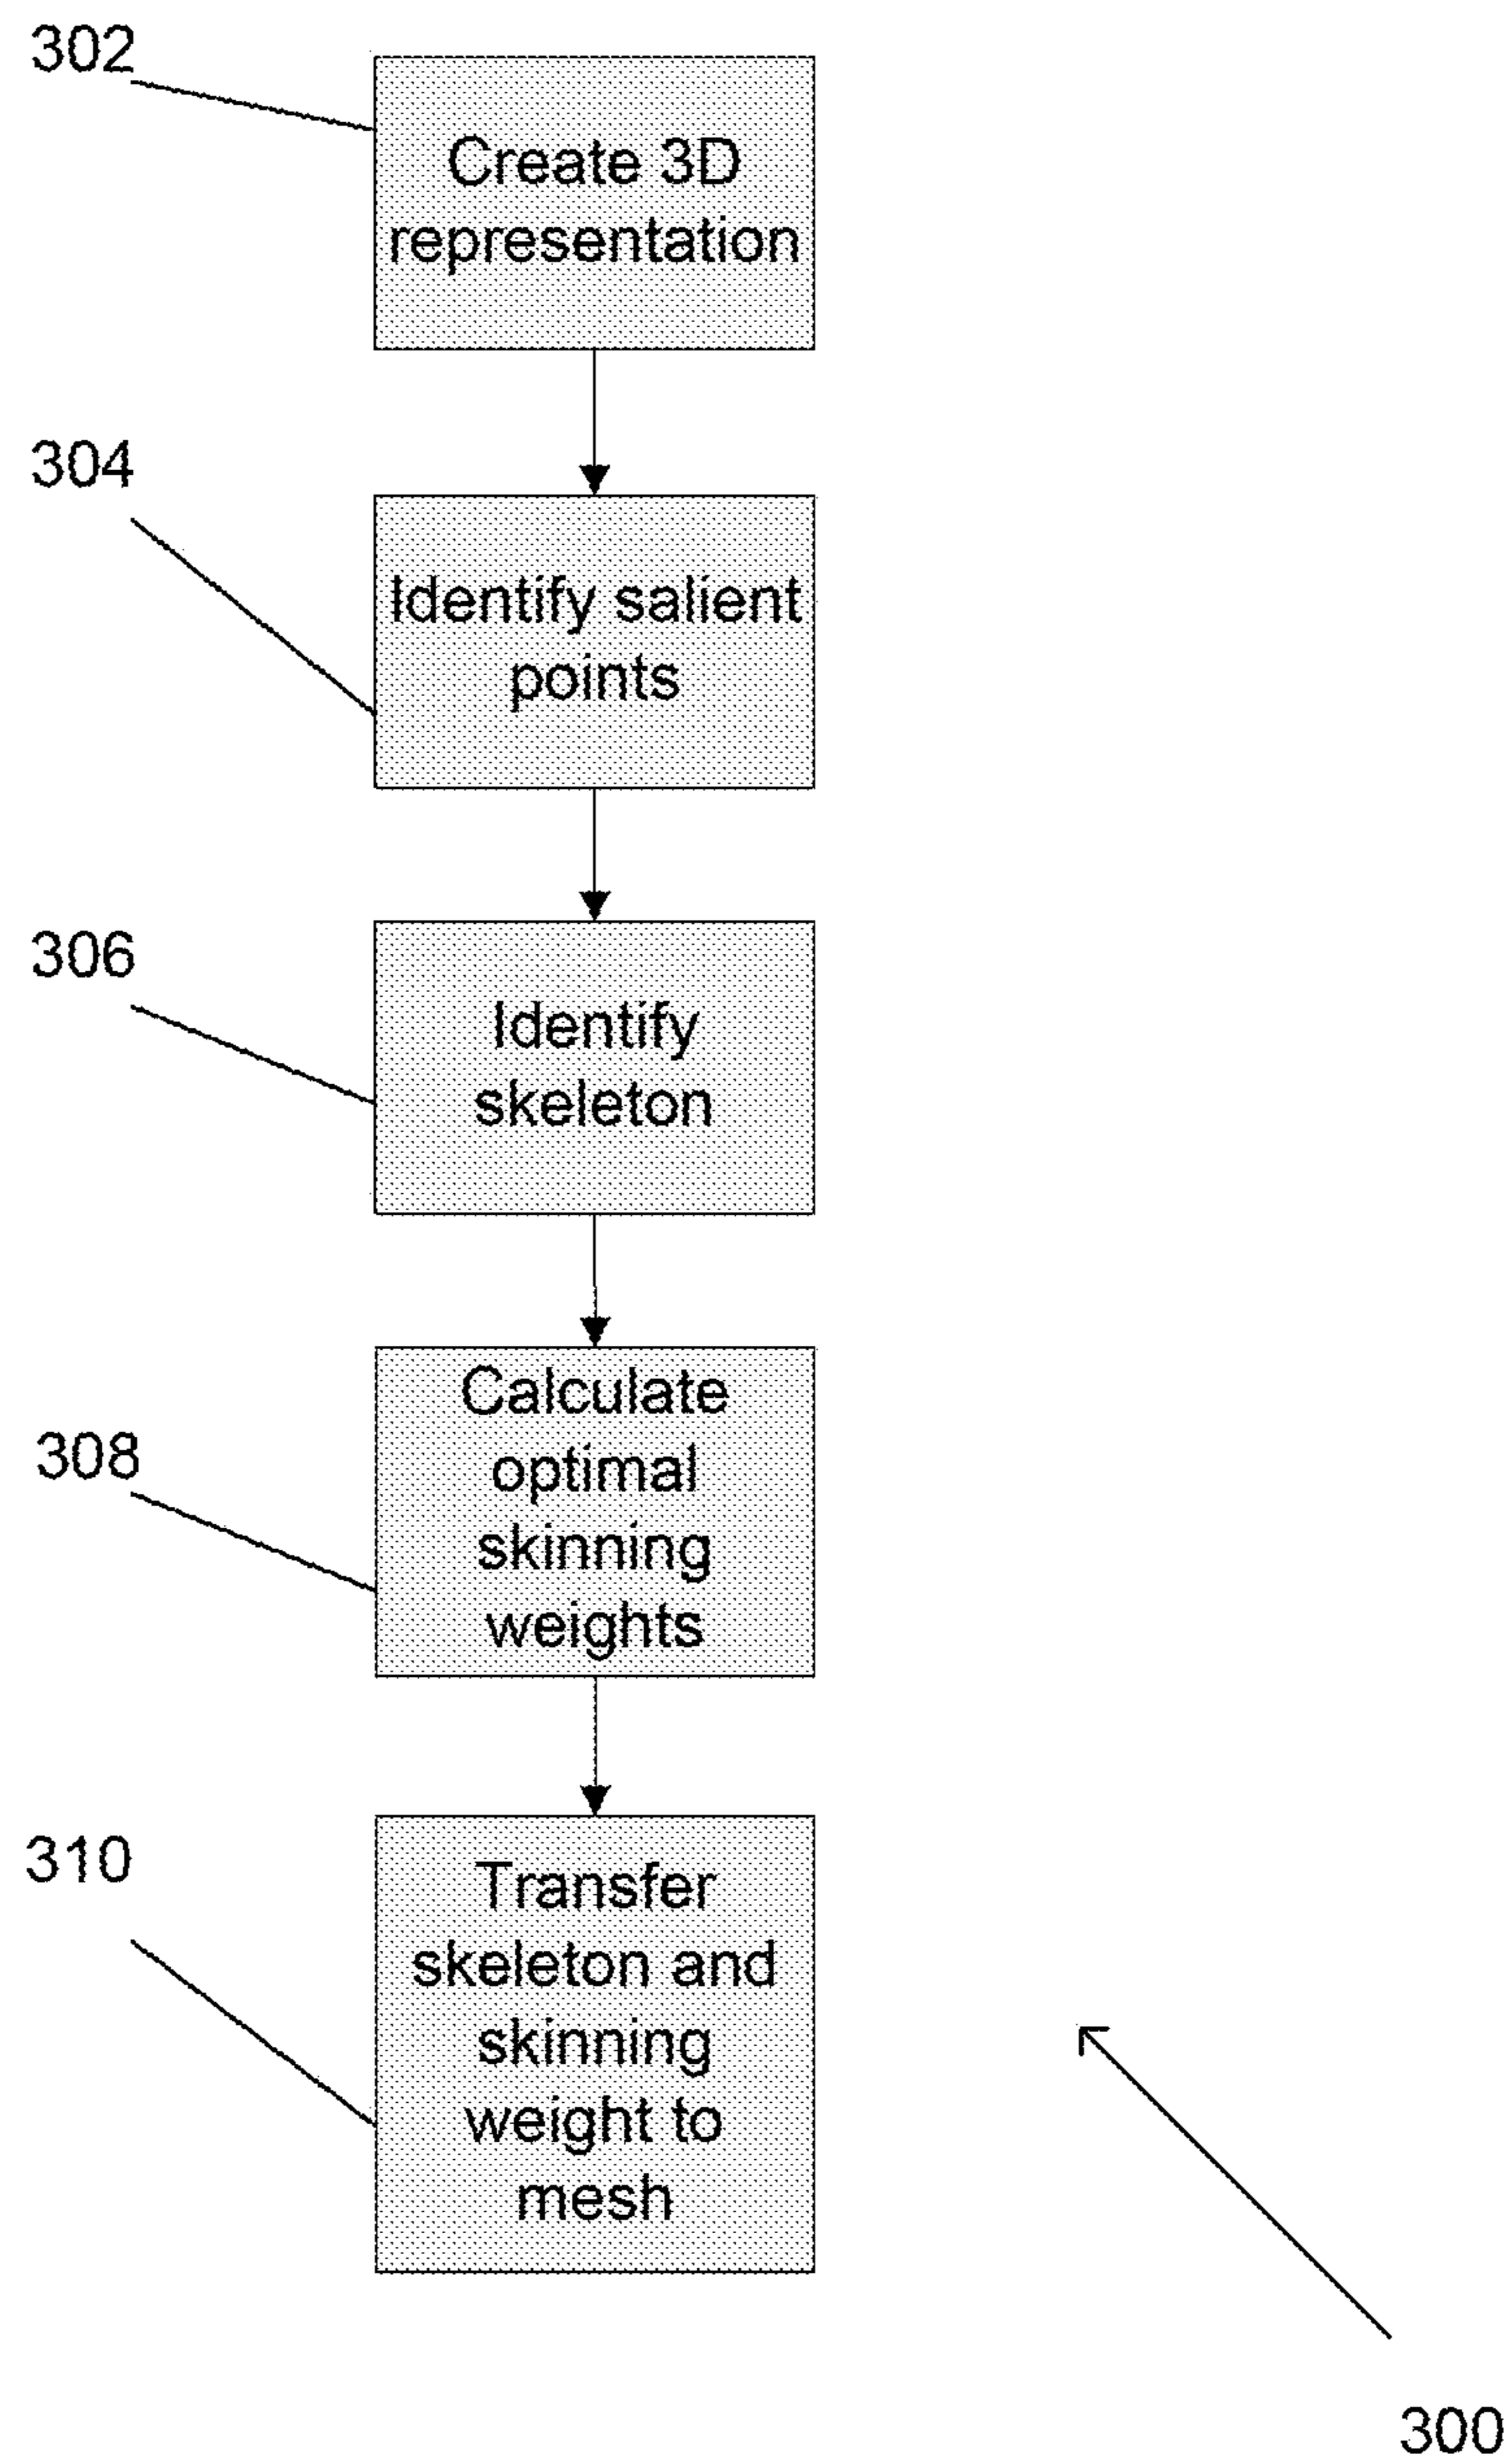 302
Create 3D
representation
304
Identify salient
points
306
Identify
skeleton
308
Calculate
optimal
skinning
weights
310
Transfer
skeleton and
skinning
weight to
mesh
300